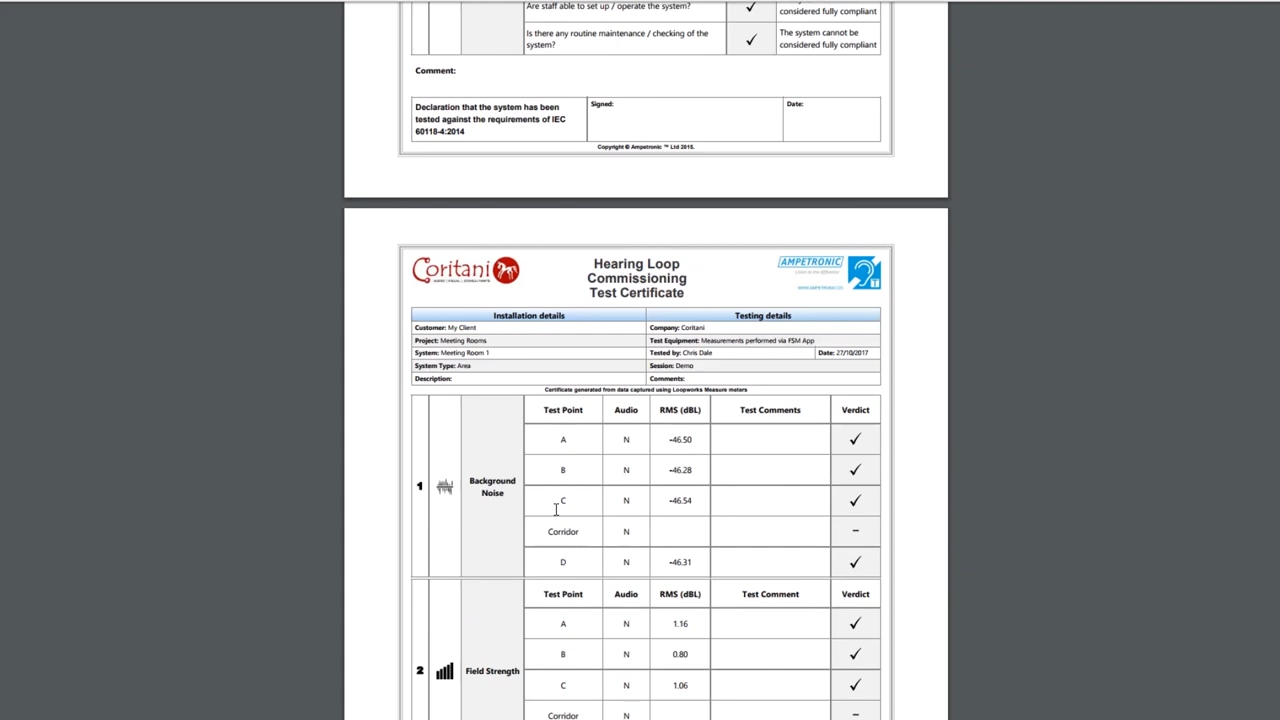 Are staff able to set up / operate the system? ✓ considered fully compliant
Is there any routine maintenance / checking of the system? ✓ The system cannot be considered fully compliant
Comment:
Declaration that the system has been tested against the requirements of IEC 60118-4:2014
Signed:
Date:
Copyright © Ampetronic ™ Ltd 2015.
Coritani
Hearing Loop
Commissioning
Test Certificate
AMPETRONIC
Installation details Testing details
Customer: My Client Company: Coritani
Project: Meeting Rooms Test Equipment: Measurements performed via FSM App
System: Meeting Room 1 Tested by: Chris Dale Date: 27/10/2017
System Type: Area Session: Demo
Description: Comments:
Certificate generated from data captured using Loopworks Measure meters
Test Point Audio RMS (dBL) Test Comments Verdict
1 Background Noise
A N -46.50 ✓
B N -46.28 ✓
C N -46.54 ✓
Corridor N –
D N -46.31 ✓
Test Point Audio RMS (dBL) Test Comment Verdict
2 Field Strength
A N 1.16 ✓
B N 0.80 ✓
C N 1.06 ✓
Corridor N –